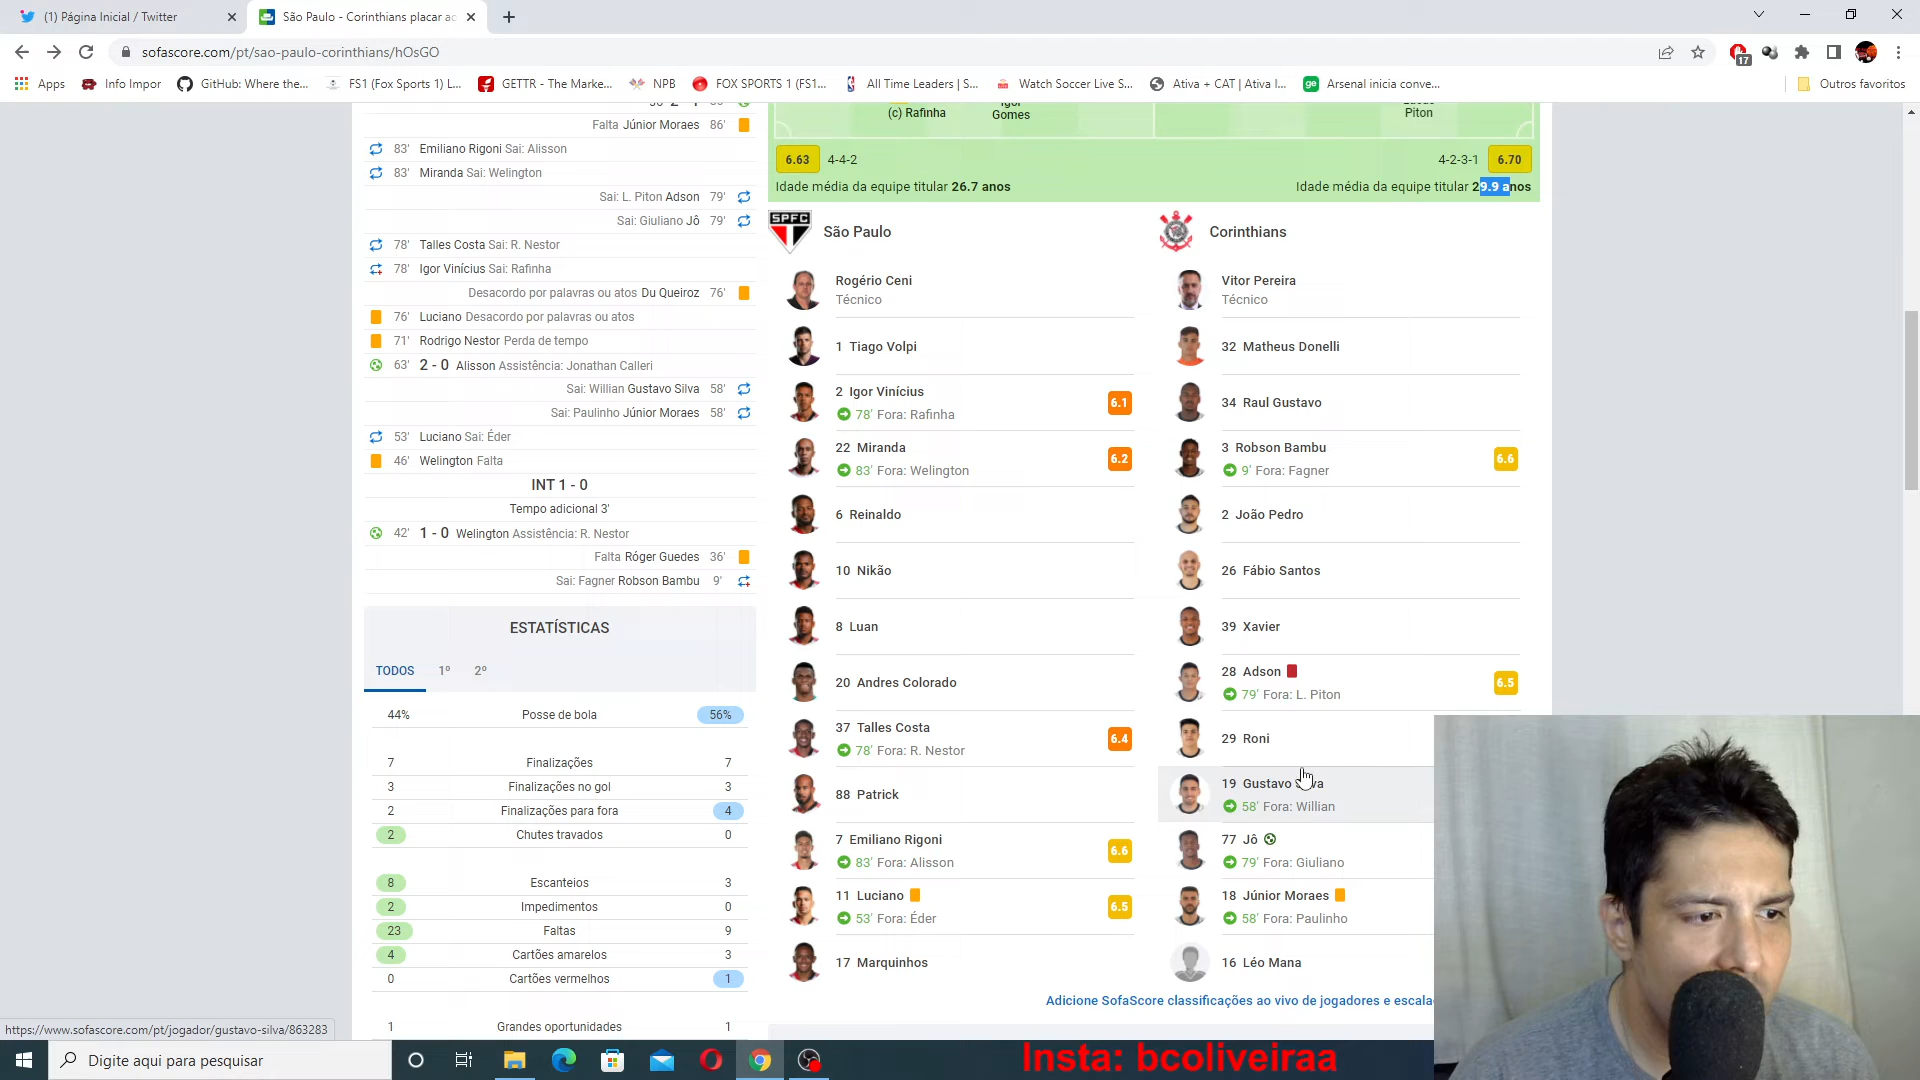 (1) Página Inicial / Twitter
São Paulo - Corinthians placar ao
sofascore.com/pt/sao-paulo-corinthians/hOsGO
17
Apps
Info Impor
GitHub: Where the...
FS1 (Fox Sports 1) L...
GETTR - The Marke...
NPB
FOX SPORTS 1 (FS1...
All Time Leaders | S...
Watch Soccer Live S...
Ativa + CAT | Ativa I...
ge
Arsenal inicia conve...
Outros favoritos
Falta Júnior Moraes 86'
83' Emiliano Rigoni Sai: Alisson
83' Miranda Sai: Welington
Sai: L. Piton Adson 79'
Sai: Giuliano Jô 79'
78' Talles Costa Sai: R. Nestor
78' Igor Vinícius Sai: Rafinha
Desacordo por palavras ou atos Du Queiroz 76'
76' Luciano Desacordo por palavras ou atos
71' Rodrigo Nestor Perda de tempo
63' 2 - 0 Alisson Assistência: Jonathan Calleri
Sai: Willian Gustavo Silva 58'
Sai: Paulinho Júnior Moraes 58'
53' Luciano Sai: Éder
46' Welington Falta
INT 1 - 0
Tempo adicional 3'
42' 1 - 0 Welington Assistência: R. Nestor
Falta Róger Guedes 36'
Sai: Fagner Robson Bambu 9'
ESTATÍSTICAS
TODOS 1º 2º
44% Posse de bola 56%
7 Finalizações 7
3 Finalizações no gol 3
2 Finalizações para fora 4
2 Chutes travados 0
8 Escanteios 3
2 Impedimentos 0
23 Faltas 9
4 Cartões amarelos 3
0 Cartões vermelhos 1
1 Grandes oportunidades 1
(c) Rafinha
Igor
Gomes
Piton
6.63 4-4-2
4-2-3-1 6.70
Idade média da equipe titular 26.7 anos
Idade média da equipe titular 29.9 anos
SPFC
São Paulo
Rogério Ceni
Técnico
1 Tiago Volpi
2 Igor Vinícius
78' Fora: Rafinha
6.1
22 Miranda
83' Fora: Welington
6.2
6 Reinaldo
10 Nikão
8 Luan
20 Andres Colorado
37 Talles Costa
78' Fora: R. Nestor
6.4
88 Patrick
7 Emiliano Rigoni
83' Fora: Alisson
6.6
11 Luciano
53' Fora: Éder
6.5
17 Marquinhos
Corinthians
Vitor Pereira
Técnico
32 Matheus Donelli
34 Raul Gustavo
3 Robson Bambu
9' Fora: Fagner
6.6
2 João Pedro
26 Fábio Santos
39 Xavier
28 Adson
79' Fora: L. Piton
6.5
29 Roni
19 Gustavo
58' Fora: Willian
77 Jô
79' Fora: Giuliano
18 Júnior Moraes
58' Fora: Paulinho
16 Léo Mana
Adicione SofaScore classificações ao vivo de jogadores e escala
https://www.sofascore.com/pt/jogador/gustavo-silva/863283
Digite aqui para pesquisar
Insta: bcoliveiraa